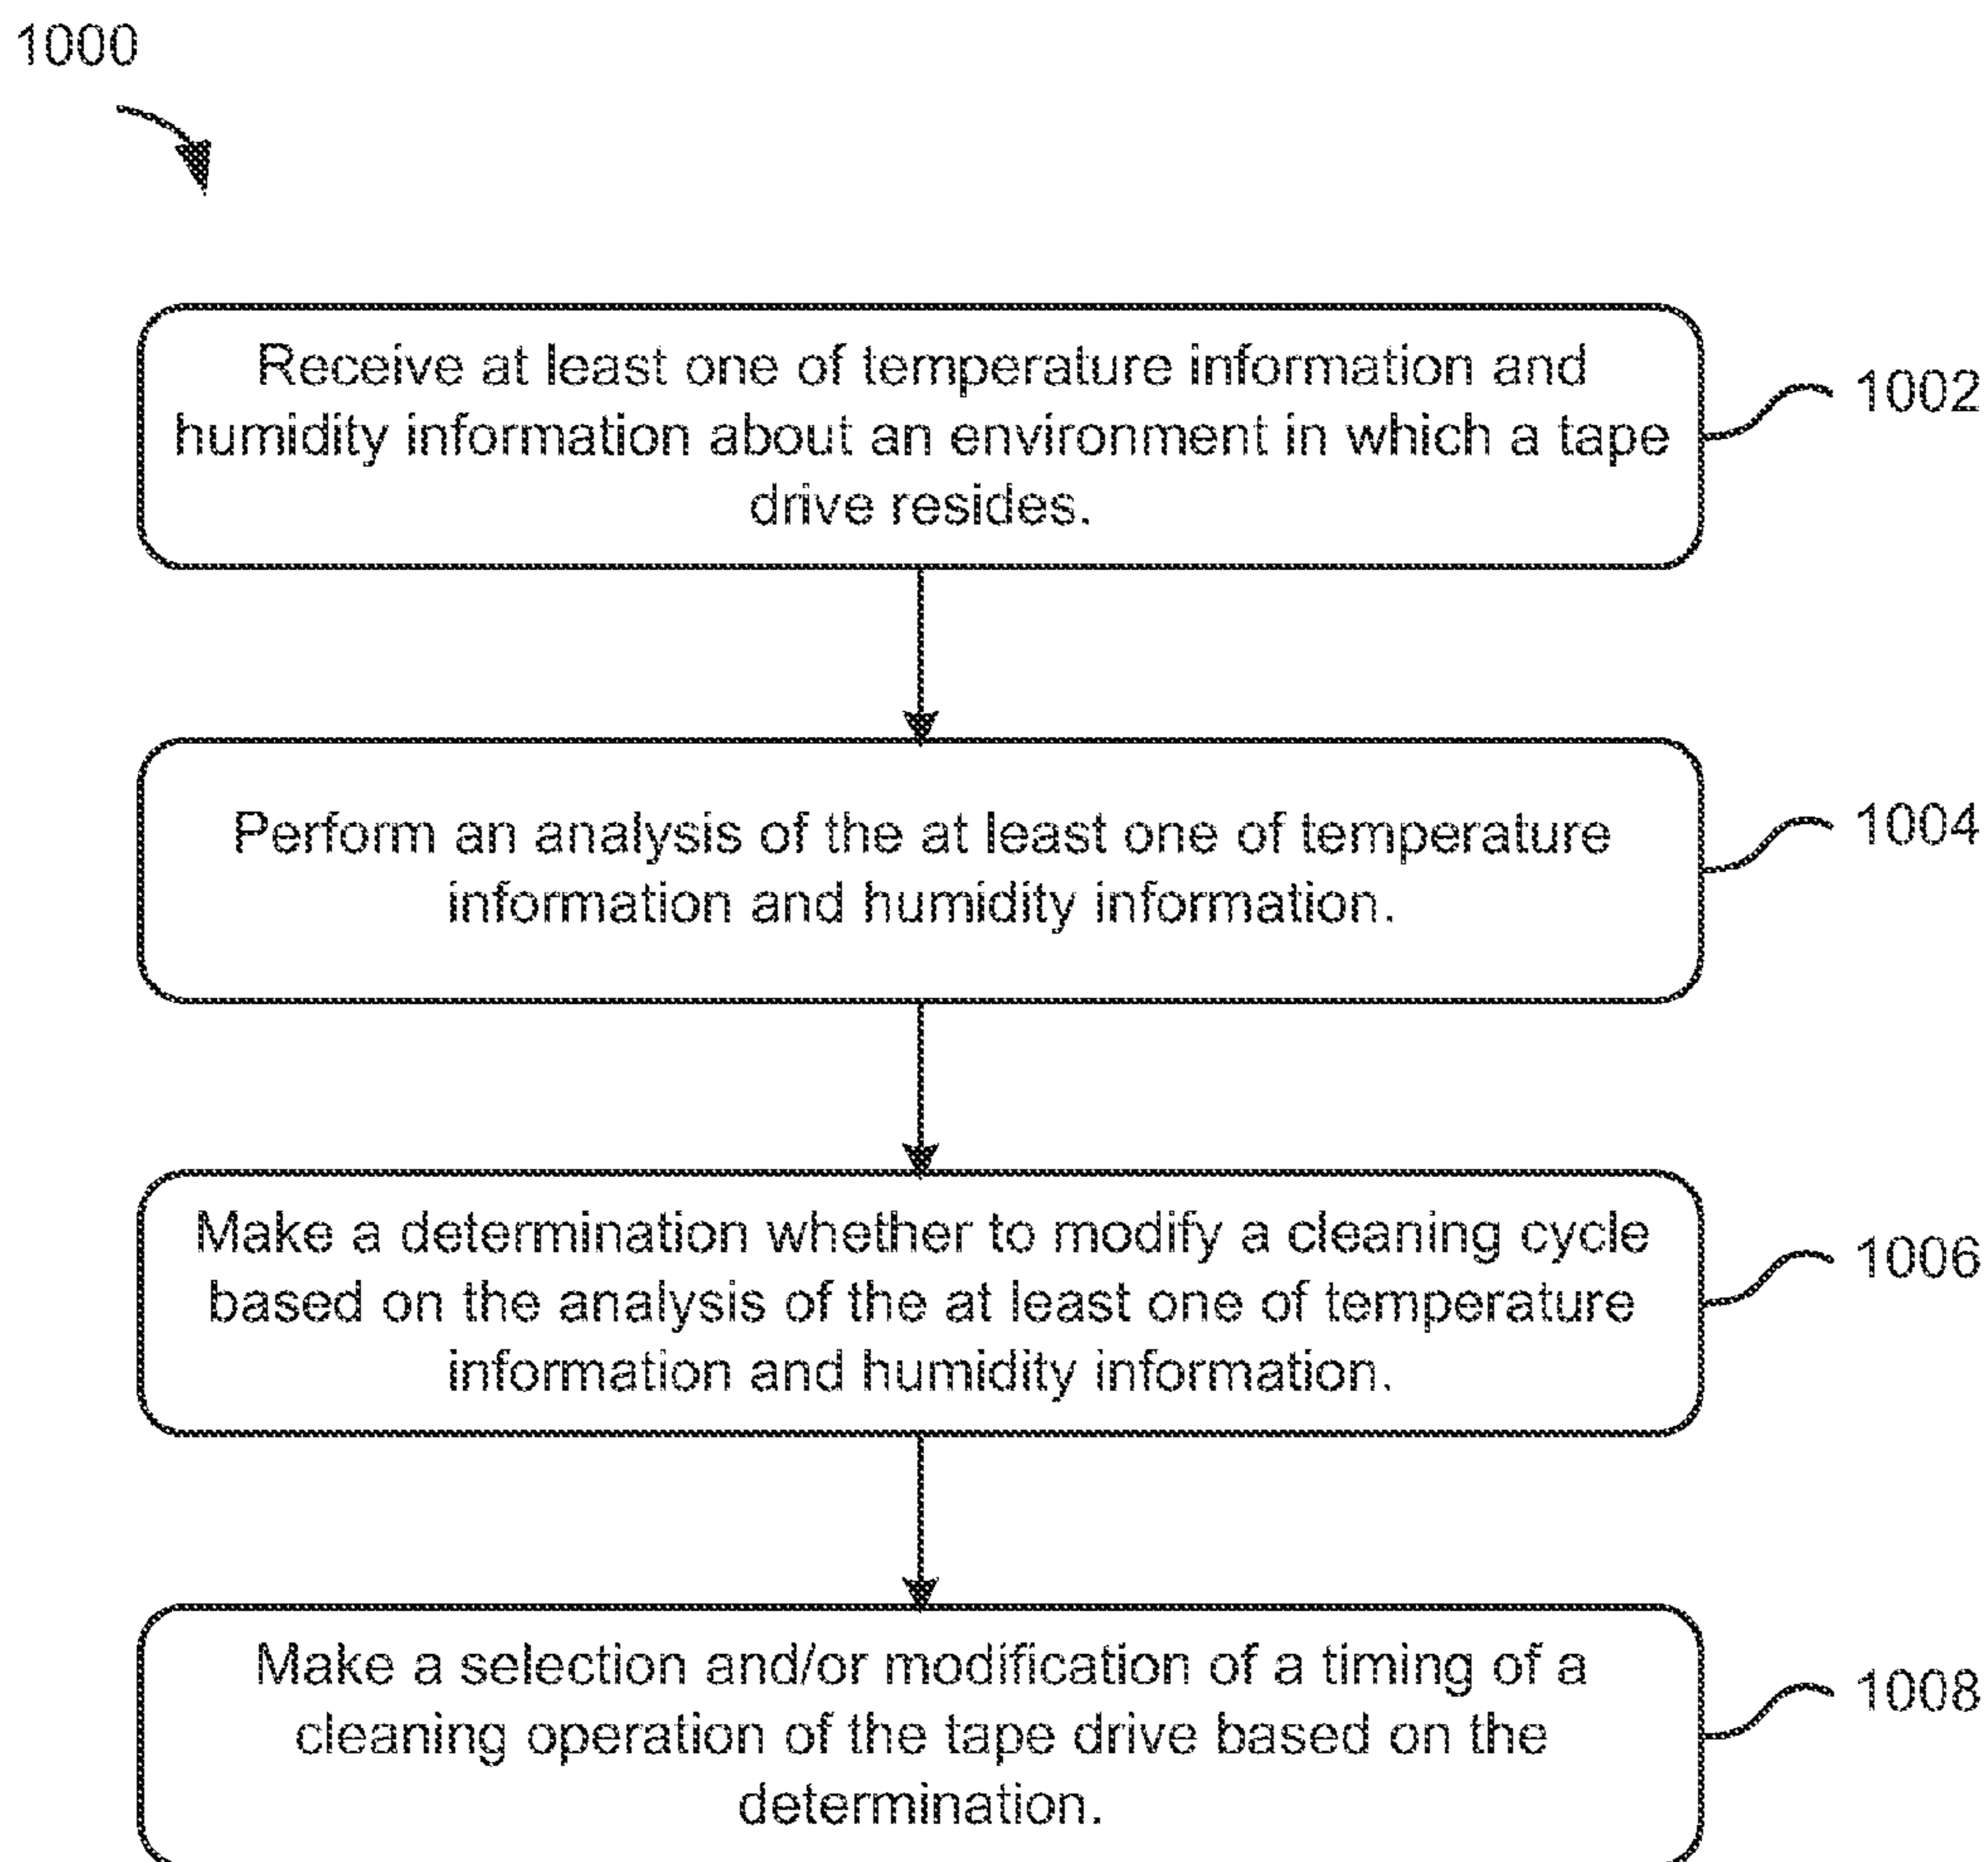 1000
Receive at least one of temperature information and
humidity information about an environment in which a tape
drive resides.
1002
Perform an analysis of the at least one of temperature
information and humidity information.
1004
Make a determination whether to modify a cleaning cycle
based on the analysis of the at least one of temperature
information and humidity information.
1006
Make a selection and/or modification of a timing of a
cleaning operation of the tape drive based on the
determination.
1008